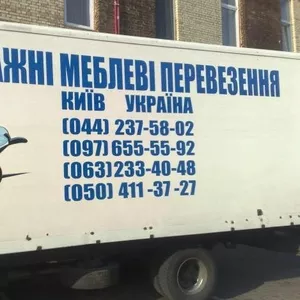 МЕБЛЕВІ ПЕРЕВЕЗЕННЯ
КИЇВ УКРАЇНА
(044) 237-58-02
(097) 655-55-92
(063) 233-40-48
(050) 411-37-27